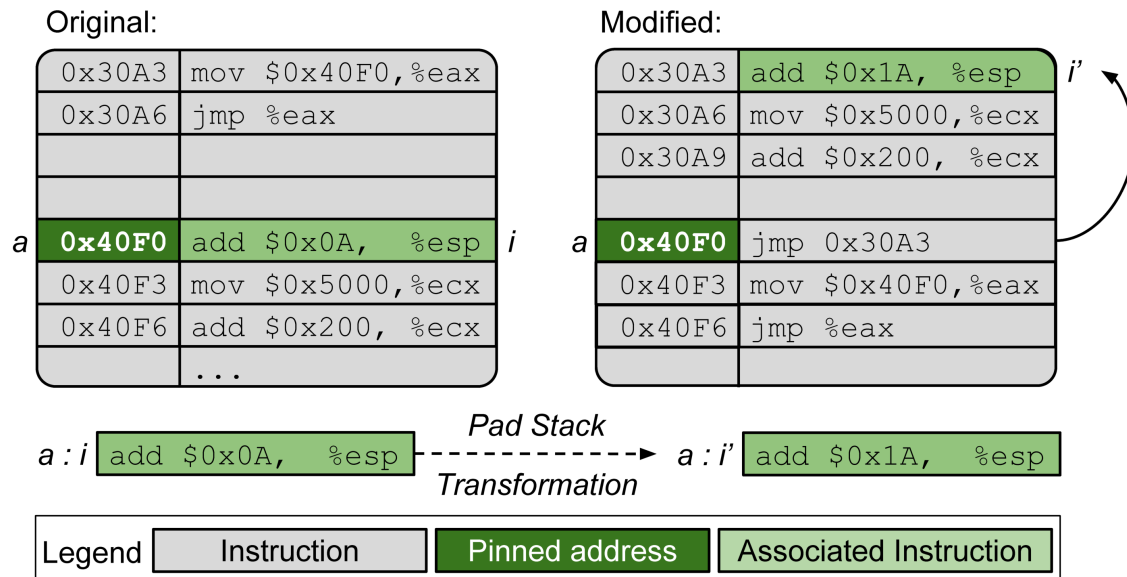 Original:
0x30A3 mov $0x40F0,%eax
0x30A6 jmp %eax
a 0x40F0 add $0x0A, %esp i
0x40F3 mov $0x5000,%ecx
0x40F6 add $0x200, %ecx
...
Modified:
0x30A3 add $0x1A, %esp i’
0x30A6 mov $0x5000,%ecx
0x30A9 add $0x200, %ecx
a 0x40F0 jmp 0x30A3
0x40F3 mov $0x40F0,%eax
0x40F6 jmp %eax
a : i add $0x0A, %esp
Pad Stack
Transformation
a : i’ add $0x1A, %esp
Legend Instruction Pinned address Associated Instruction